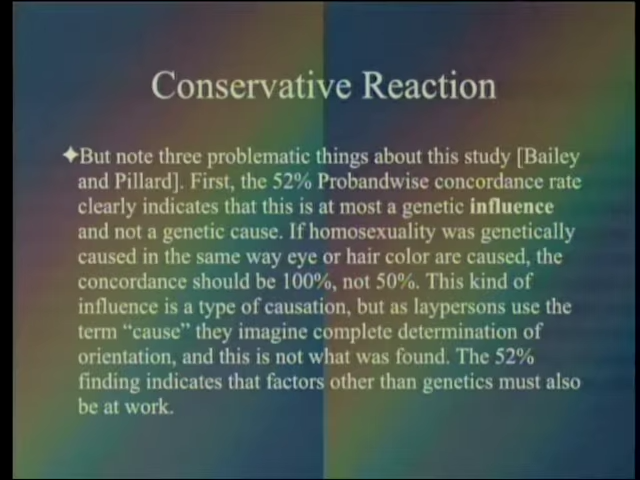 Conservative Reaction
✦But note three problematic things about this study [Bailey
and Pillard]. First, the 52% Probandwise concordance rate
clearly indicates that this is at most a genetic influence
and not a genetic cause. If homosexuality was genetically
caused in the same way eye or hair color are caused, the
concordance should be 100%, not 50%. This kind of
influence is a type of causation, but as laypersons use the
term “cause” they imagine complete determination of
orientation, and this is not what was found. The 52%
finding indicates that factors other than genetics must also
be at work.